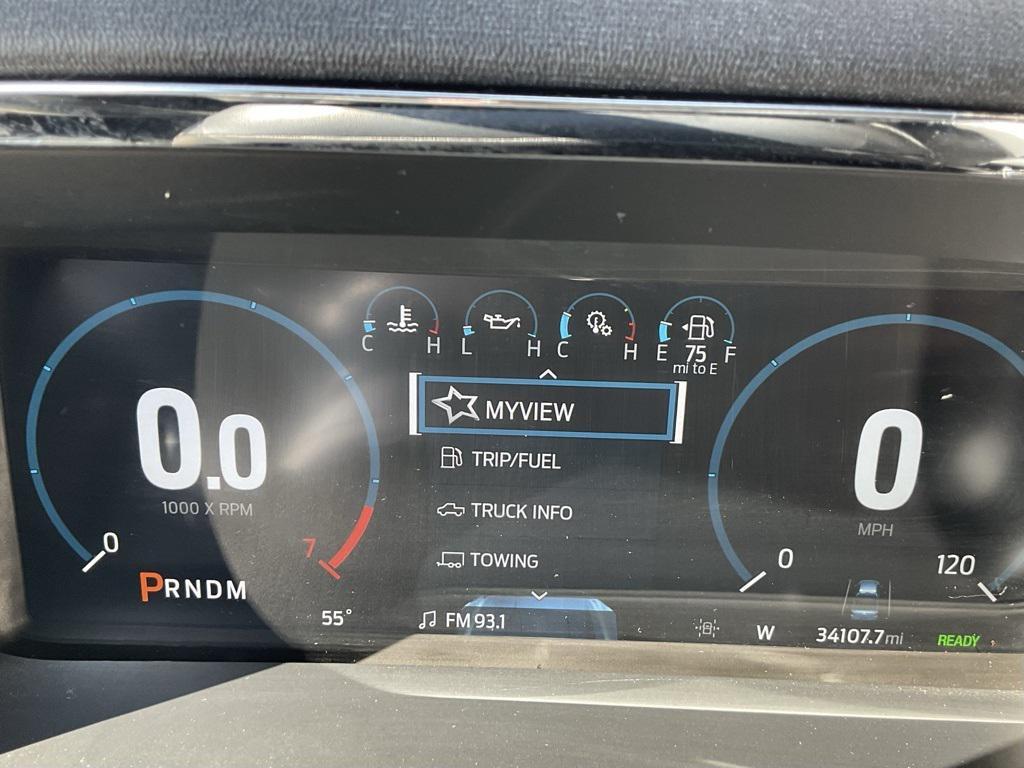 C H
L H
C H
E F
75
mi to E
MYVIEW
TRIP/FUEL
TRUCK INFO
TOWING
0.0
1000 X RPM
0
7
PRNDM
55°
FM 93.1
0
MPH
0
120
W
34107.7mi
READY